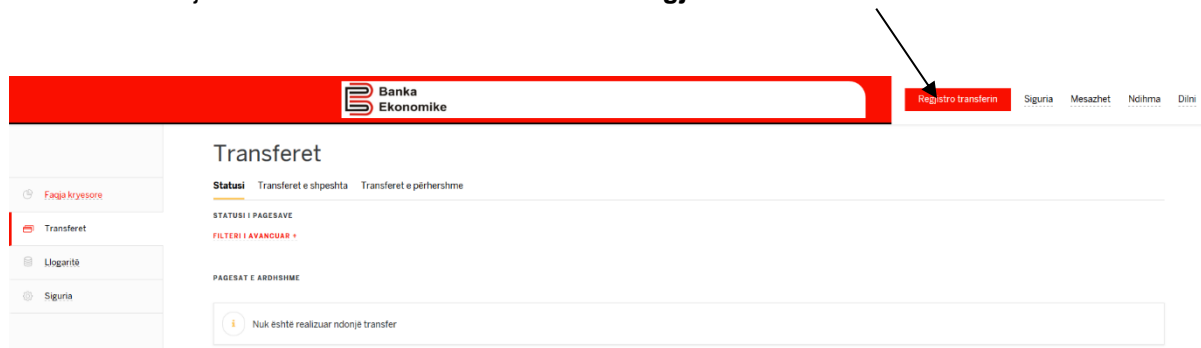 Banka
Ekonomike
Registro transferin Siguria Mesazhet Ndihma Dilni
Transferet
Statusi Transferet e shpeshta Transferet e përhershme
Faqja kryesore
STATUSI I PAGESAVE
Transferet
FILTERI I AVANCUAR +
Llogaritë
PAGESAT E ARDHSHME
Siguria
Nuk është realizuar ndonjë transfer